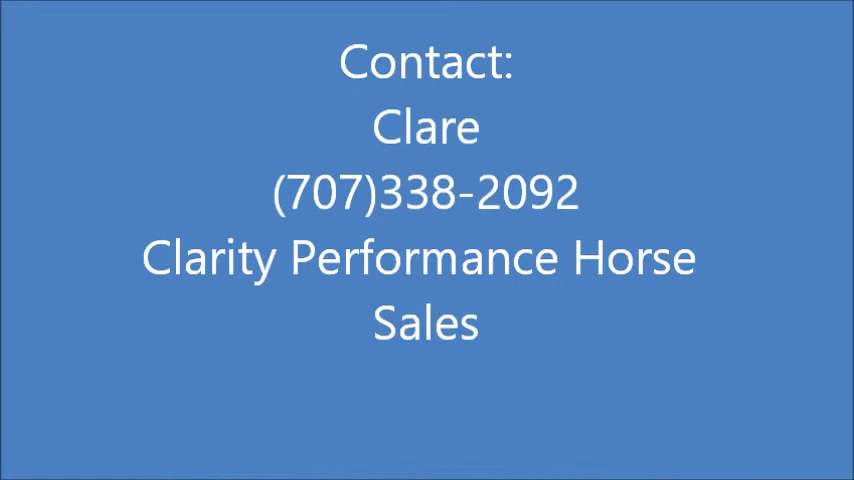 Contact:
Clare
(707)338-2092
Clarity Performance Horse
Sales